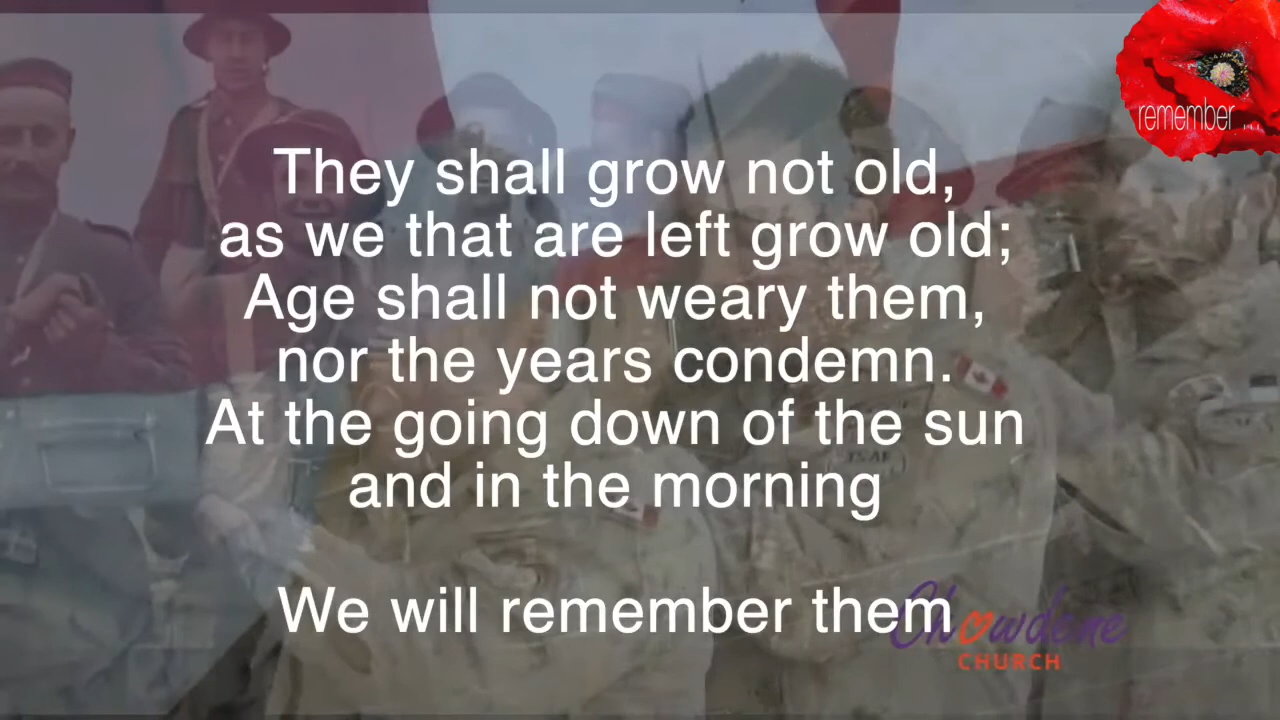 remember
They shall grow not old,
as we that are left grow old;
Age shall not weary them,
nor the years condemn.
At the going down of the sun
and in the morning
We will remember them
Chowdene
CHURCH
ISAF